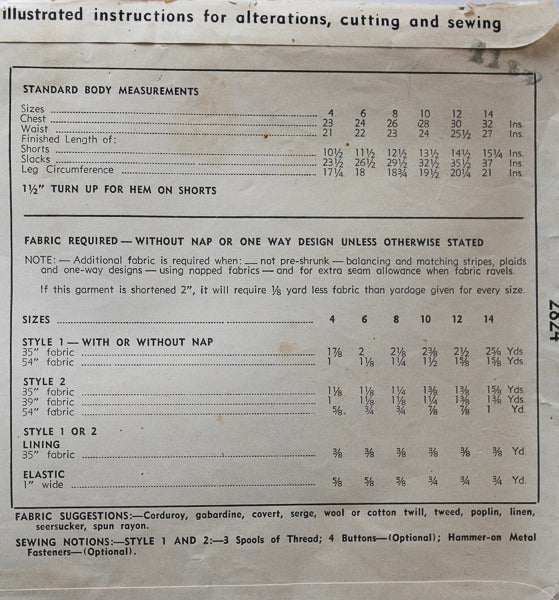 illustrated instructions for alterations, cutting and sewing
STANDARD BODY MEASUREMENTS
Sizes 4 6 8 10 12 14
Chest 23 24 26 28 30 32 Ins.
Waist 21 22 23 24 25½ 27 Ins.
Finished Length of:
Shorts 10½ 11½ 12½ 13½ 14½ 15¼ Ins.
Slacks 23½ 26½ 29½ 32½ 35½ 37 Ins.
Leg Circumference 17¼ 18 18¾ 19½ 20¼ 21 Ins.
1½" TURN UP FOR HEM ON SHORTS
FABRIC REQUIRED — WITHOUT NAP OR ONE WAY DESIGN UNLESS OTHERWISE STATED
NOTE: — Additional fabric is required when: _ not pre-shrunk — balancing and matching stripes, plaids
and one-way designs — using napped fabrics — and for extra seam allowance when fabric ravels.
If this garment is shortened 2", it will require ⅛ yard less fabric than yardage given for every size.
SIZES 4 6 8 10 12 14
STYLE 1 — WITH OR WITHOUT NAP
35" fabric 1⅞ 2 2⅛ 2⅜ 2½ 2⅝ Yds.
54" fabric 1 1⅛ 1¼ 1½ 1⅝ 1⅝ Yds.
STYLE 2
35" fabric 1⅛ 1⅛ 1¼ 1⅜ 1⅜ 1⅝ Yds.
39" fabric 1 1⅛ 1⅛ 1¼ 1⅜ 1⅜ Yds.
54" fabric ⅝ ¾ ¾ ⅞ ⅞ 1 Yd.
STYLE 1 OR 2
LINING
35" fabric ⅜ ⅜ ⅜ ⅜ ⅜ ⅜ Yd.
ELASTIC
1" wide ⅝ ⅝ ⅝ ¾ ¾ ¾ Yd.
FABRIC SUGGESTIONS:—Corduroy, gabardine, covert, serge, wool or cotton twill, tweed, poplin, linen,
seersucker, spun rayon.
SEWING NOTIONS:—STYLE 1 AND 2:—3 Spools of Thread; 4 Buttons—(Optional); Hammer-on Metal
Fasteners—(Optional).
2824